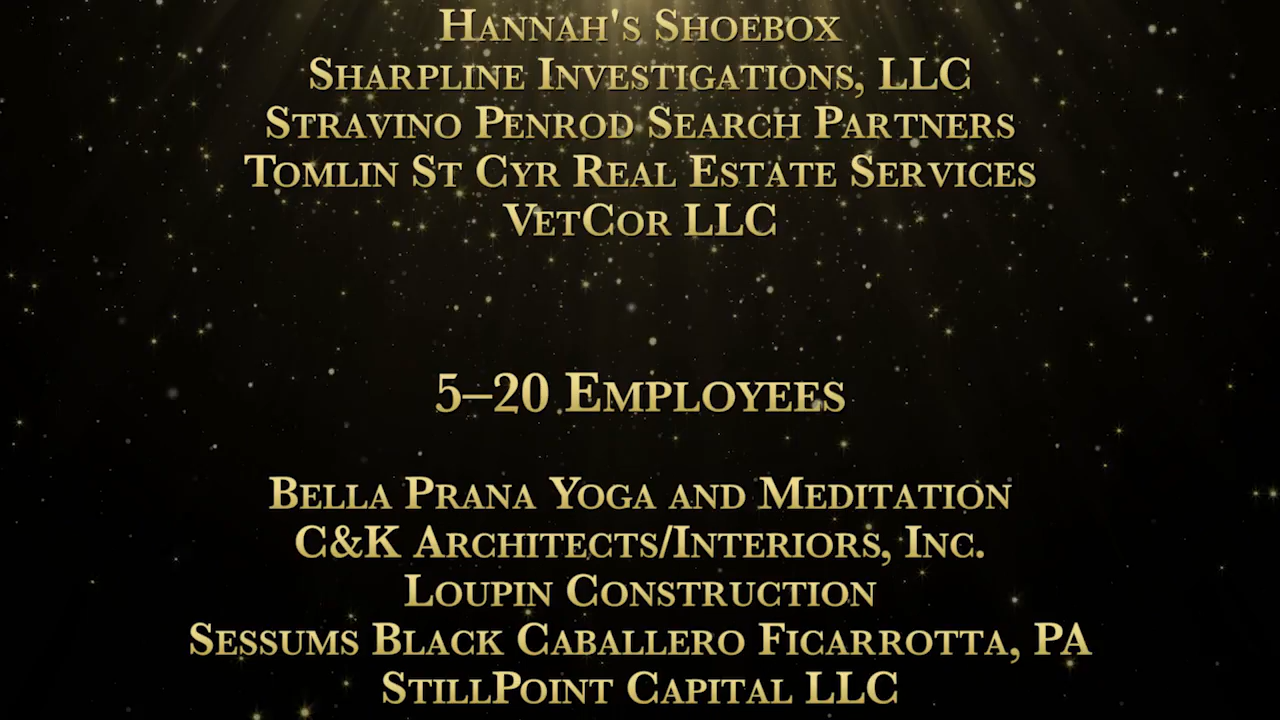 Hannah's Shoebox
Sharpline Investigations, LLC
Stravino Penrod Search Partners
Tomlin St Cyr Real Estate Services
VetCor LLC
5–20 Employees
Bella Prana Yoga and Meditation
C&K Architects/Interiors, Inc.
Loupin Construction
Sessums Black Caballero Ficarrotta, PA
StillPoint Capital LLC